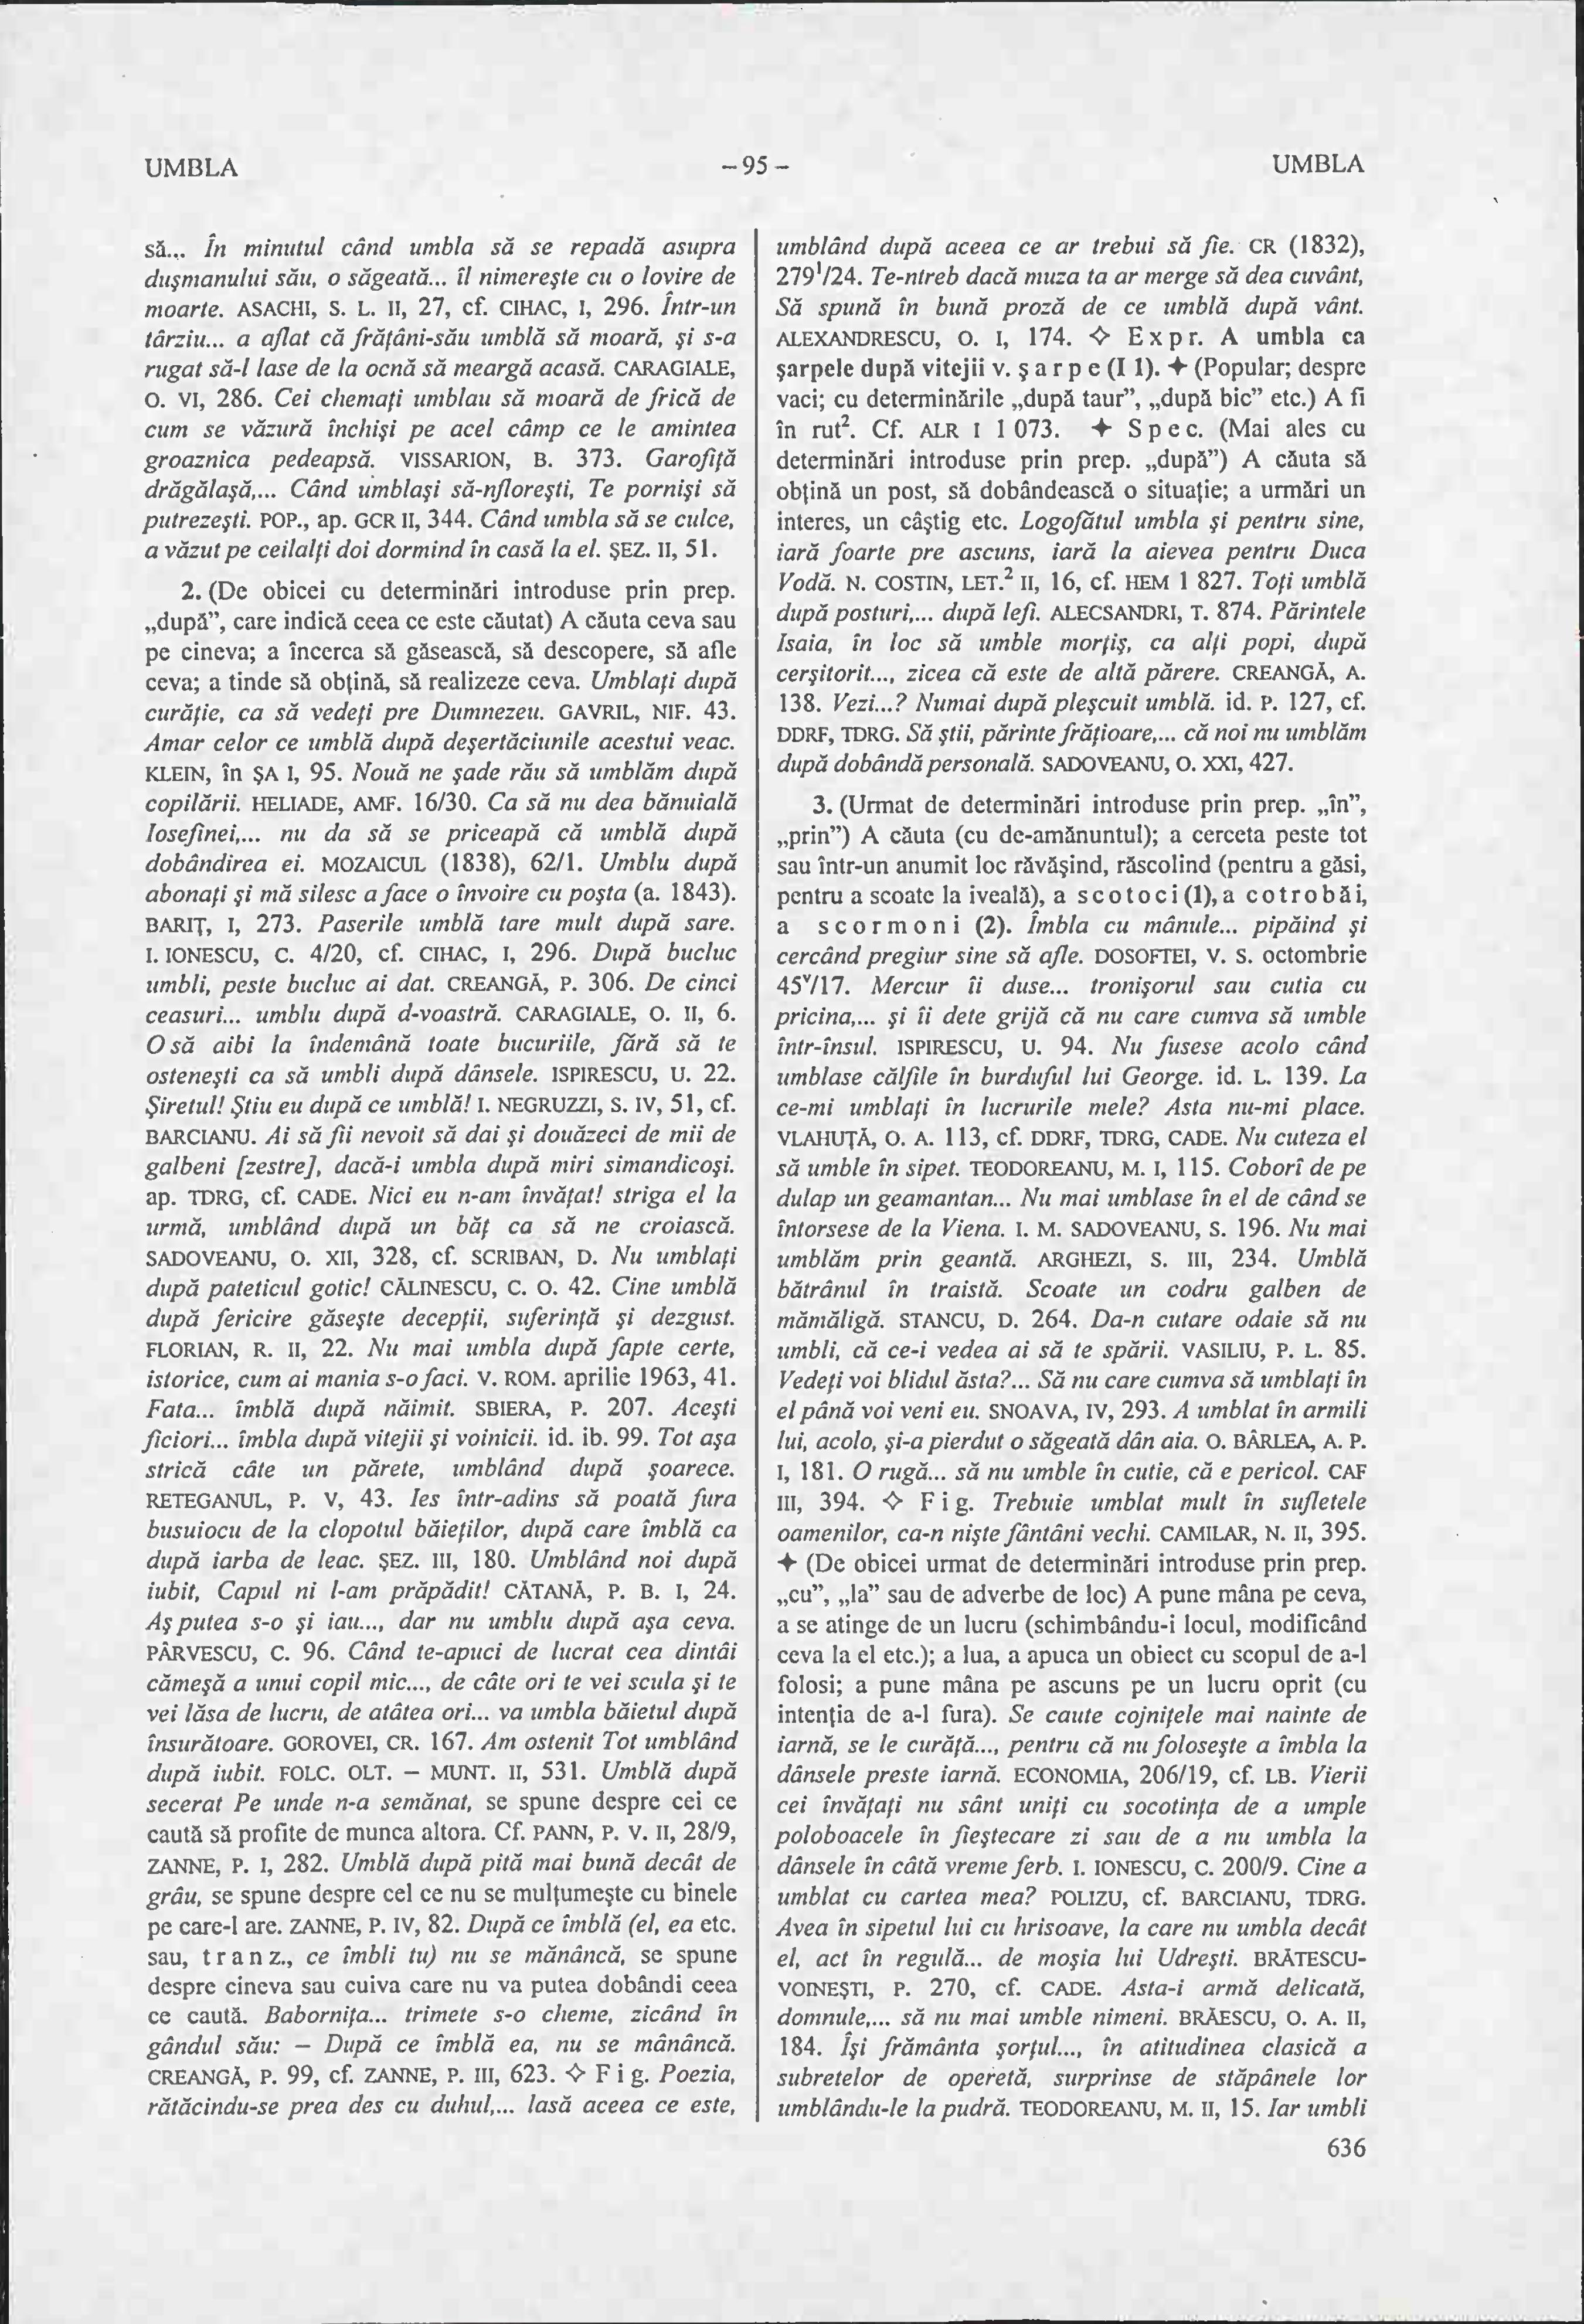 UMBLA
– 95 –
UMBLA
să... În minutul când umbla să se repadă asupra
duşmanului său, o săgeată... îl nimereşte cu o lovire de
moarte. ASACHI, S. L. II, 27, cf. CIHAC, I, 296. Într-un
târziu... a aflat că frăţâni-său umblă să moară, şi s-a
rugat să-l lase de la ocnă să meargă acasă. CARAGIALE,
O. VI, 286. Cei chemaţi umblau să moară de frică de
cum se văzură închişi pe acel câmp ce le amintea
groaznica pedeapsă. VISSARION, B. 373. Garofiţă
drăgălaşă,... Când umblaşi să-nfloreşti, Te pornişi să
putrezeşti. POP., ap. GCR II, 344. Când umbla să se culce,
a văzut pe ceilalţi doi dormind în casă la el. ŞEZ. II, 51.
2. (De obicei cu determinări introduse prin prep.
„după”, care indică ceea ce este căutat) A căuta ceva sau
pe cineva; a încerca să găsească, să descopere, să afle
ceva; a tinde să obţină, să realizeze ceva. Umblaţi după
curăţie, ca să vedeţi pre Dumnezeu. GAVRIL, NIF. 43.
Amar celor ce umblă după deşertăciunile acestui veac.
KLEIN, în ŞA I, 95. Nouă ne şade rău să umblăm după
copilării. HELIADE, AMF. 16/30. Ca să nu dea bănuială
Iosefinei,... nu da să se priceapă că umblă după
dobândirea ei. MOZAICUL (1838), 62/1. Umblu după
abonaţi şi mă silesc a face o învoire cu poşta (a. 1843).
BARIŢ, I, 273. Paserile umblă tare mult după sare.
I. IONESCU, C. 4/20, cf. CIHAC, I, 296. După bucluc
umbli, peste bucluc ai dat. CREANGĂ, P. 306. De cinci
ceasuri... umblu după d-voastră. CARAGIALE, O. II, 6.
O să aibi la îndemână toate bucuriile, fără să te
osteneşti ca să umbli după dânsele. ISPIRESCU, U. 22.
Şiretul! Ştiu eu după ce umblă! I. NEGRUZZI, S. IV, 51, cf.
BARCIANU. Ai să fii nevoit să dai şi douăzeci de mii de
galbeni [zestre], dacă-i umbla după miri simandicoşi.
ap. TDRG, cf. CADE. Nici eu n-am învăţat! striga el la
urmă, umblând după un băţ ca să ne croiască.
SADOVEANU, O. XII, 328, cf. SCRIBAN, D. Nu umblaţi
după pateticul gotic! CĂLINESCU, C. O. 42. Cine umblă
după fericire găseşte decepţii, suferinţă şi dezgust.
FLORIAN, R. II, 22. Nu mai umbla după fapte certe,
istorice, cum ai mania s-o faci. V. ROM. aprilie 1963, 41.
Fata... îmblă după năimit. SBIERA, P. 207. Aceşti
ficiori... îmbla după vitejii şi voinicii. id. ib. 99. Tot aşa
strică câte un părete, umblând după şoarece.
RETEGANUL, P. V, 43. Ies într-adins să poată fura
busuiocu de la clopotul băieţilor, după care îmblă ca
după iarba de leac. ŞEZ. III, 180. Umblând noi după
iubit, Capul ni l-am prăpădit! CĂTANĂ, P. B. I, 24.
Aş putea s-o şi iau..., dar nu umblu după aşa ceva.
PÂRVESCU, C. 96. Când te-apuci de lucrat cea dintâi
cămeşă a unui copil mic..., de câte ori te vei scula şi te
vei lăsa de lucru, de atâtea ori... va umbla băietul după
însurătoare. GOROVEI, CR. 167. Am ostenit Tot umblând
după iubit. FOLC. OLT. – MUNT. II, 531. Umblă după
secerat Pe unde n-a semănat, se spune despre cei ce
caută să profite de munca altora. Cf. PANN, P. V. II, 28/9,
ZANNE, P. I, 282. Umblă după pită mai bună decât de
grâu, se spune despre cel ce nu se mulţumeşte cu binele
pe care-l are. ZANNE, P. IV, 82. După ce îmblă (el, ea etc.
sau, tranz., ce îmbli tu) nu se mănâncă, se spune
despre cineva sau cuiva care nu va putea dobândi ceea
ce caută. Baborniţa... trimete s-o cheme, zicând în
gândul său: – După ce îmblă ea, nu se mânâncă.
CREANGĂ, P. 99, cf. ZANNE, P. III, 623. ◇ Fig. Poezia,
rătăcindu-se prea des cu duhul,... lasă aceea ce este,
umblând după aceea ce ar trebui să fie. CR (1832),
279¹/24. Te-ntreb dacă muza ta ar merge să dea cuvânt,
Să spună în bună proză de ce umblă după vânt.
ALEXANDRESCU, O. I, 174. ◇ Expr. A umbla ca
şarpele după vitejii v. şarpe (I 1). ✦ (Popular; despre
vaci; cu determinările „după taur”, „după bic” etc.) A fi
în rut². Cf. ALR I 1 073. ✦ Spec. (Mai ales cu
determinări introduse prin prep. „după”) A căuta să
obţină un post, să dobândească o situaţie; a urmări un
interes, un câştig etc. Logofătul umbla şi pentru sine,
iară foarte pre ascuns, iară la aievea pentru Duca
Vodă. N. COSTIN, LET.² II, 16, cf. HEM 1 827. Toţi umblă
după posturi,... după lefi. ALECSANDRI, T. 874. Părintele
Isaia, în loc să umble morţiş, ca alţi popi, după
cerşitorit..., zicea că este de altă părere. CREANGĂ, A.
138. Vezi...? Numai după pleşcuit umblă. id. P. 127, cf.
DDRF, TDRG. Să ştii, părinte frăţioare,... că noi nu umblăm
după dobândă personală. SADOVEANU, O. XXI, 427.
3. (Urmat de determinări introduse prin prep. „în”,
„prin”) A căuta (cu de-amănuntul); a cerceta peste tot
sau într-un anumit loc răvăşind, răscolind (pentru a găsi,
pentru a scoate la iveală), a scotoci (1), a cotrobăi,
a scormoni (2). Îmbla cu mânule... pipăind şi
cercând pregiur sine să afle. DOSOFTEI, V. S. octombrie
45ᵛ/17. Mercur îi duse... tronişorul sau cutia cu
pricina,... şi îi dete grijă că nu care cumva să umble
într-însul. ISPIRESCU, U. 94. Nu fusese acolo când
umblase călfile în burduful lui George. id. L. 139. La
ce-mi umblaţi în lucrurile mele? Asta nu-mi place.
VLAHUŢĂ, O. A. 113, cf. DDRF, TDRG, CADE. Nu cuteza el
să umble în sipet. TEODOREANU, M. I, 115. Coborî de pe
dulap un geamantan... Nu mai umblase în el de când se
întorsese de la Viena. I. M. SADOVEANU, S. 196. Nu mai
umblăm prin geantă. ARGHEZI, S. III, 234. Umblă
bătrânul în traistă. Scoate un codru galben de
mămăligă. STANCU, D. 264. Da-n cutare odaie să nu
umbli, că ce-i vedea ai să te spării. VASILIU, P. L. 85.
Vedeţi voi blidul ăsta?... Să nu care cumva să umblaţi în
el până voi veni eu. SNOAVA, IV, 293. A umblat în armili
lui, acolo, şi-a pierdut o săgeată dân aia. O. BÂRLEA, A. P.
I, 181. O rugă... să nu umble în cutie, că e pericol. CAF
III, 394. ◇ Fig. Trebuie umblat mult în sufletele
oamenilor, ca-n nişte fântâni vechi. CAMILAR, N. II, 395.
✦ (De obicei urmat de determinări introduse prin prep.
„cu”, „la” sau de adverbe de loc) A pune mâna pe ceva,
a se atinge de un lucru (schimbându-i locul, modificând
ceva la el etc.); a lua, a apuca un obiect cu scopul de a-l
folosi; a pune mâna pe ascuns pe un lucru oprit (cu
intenţia de a-l fura). Se caute cojniţele mai nainte de
iarnă, se le curăţă..., pentru că nu foloseşte a îmbla la
dânsele preste iarnă. ECONOMIA, 206/19, cf. LB. Vierii
cei învăţaţi nu sânt uniţi cu socotinţa de a umple
poloboacele în fieştecare zi sau de a nu umbla la
dânsele în câtă vreme ferb. I. IONESCU, C. 200/9. Cine a
umblat cu cartea mea? POLIZU, cf. BARCIANU, TDRG.
Avea în sipetul lui cu hrisoave, la care nu umbla decât
el, act în regulă... de moşia lui Udreşti. BRĂTESCU-
VOINEŞTI, P. 270, cf. CADE. Asta-i armă delicată,
domnule,... să nu mai umble nimeni. BRĂESCU, O. A. II,
184. Îşi frământa şorţul..., în atitudinea clasică a
subretelor de operetă, surprinse de stăpânele lor
umblându-le la pudră. TEODOREANU, M. II, 15. Iar umbli
636